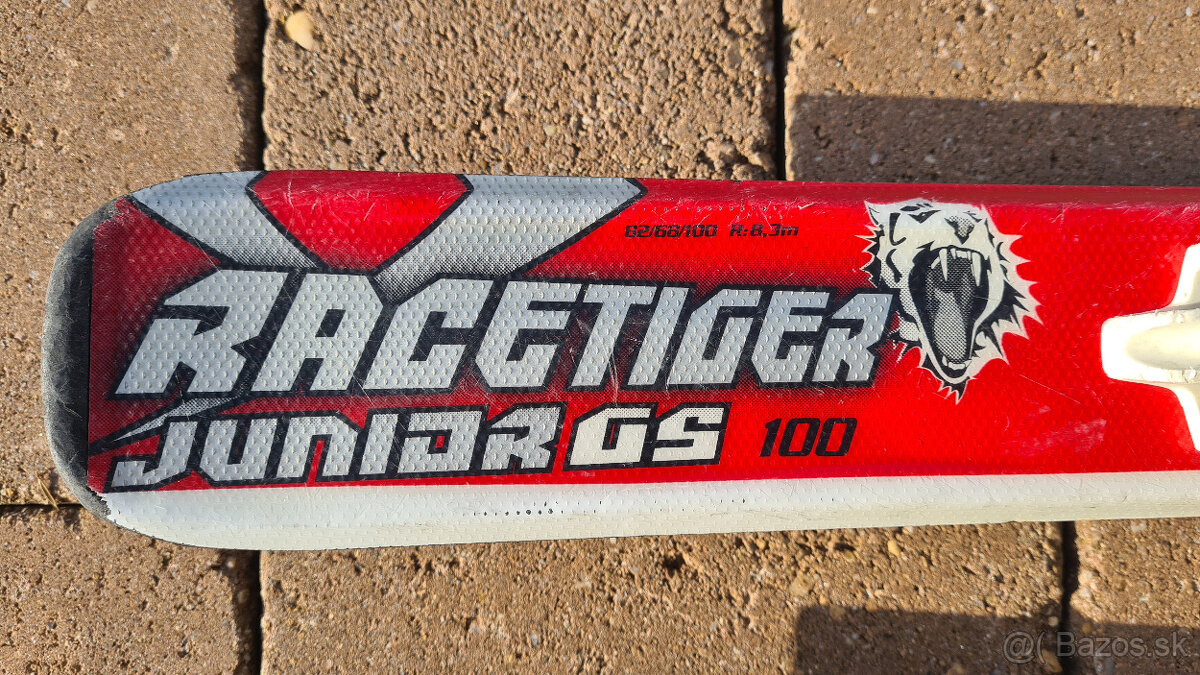 82/68/100 R:8,3m
RACETIGER
JUNIOR GS 100
@( Bazos.sk